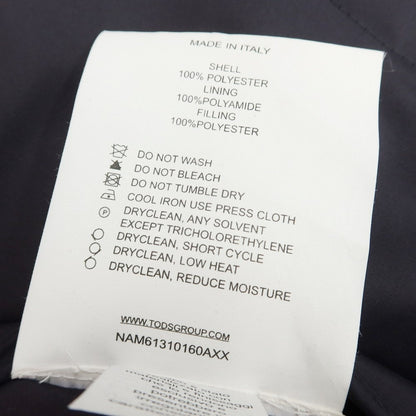 MADE IN ITALY
SHELL
100% POLYESTER
LINING
100%POLYAMIDE
FILLING
100%POLYESTER
DO NOT WASH
DO NOT BLEACH
DO NOT TUMBLE DRY
COOL IRON USE PRESS CLOTH
P DRYCLEAN, ANY SOLVENT
EXCEPT TRICHOLORETHYLENE
DRYCLEAN, SHORT CYCLE
DRYCLEAN, LOW HEAT
DRYCLEAN, REDUCE MOISTURE
WWW.TODSGROUP.COM
NAM61310160AXX